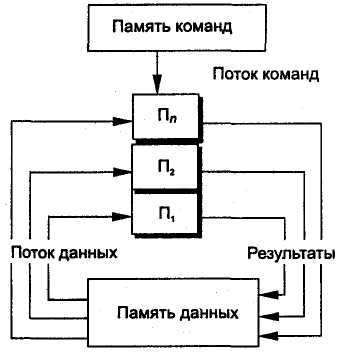 Память команд
Поток команд
Пn
П2
П1
Поток данных
Результаты
Память данных